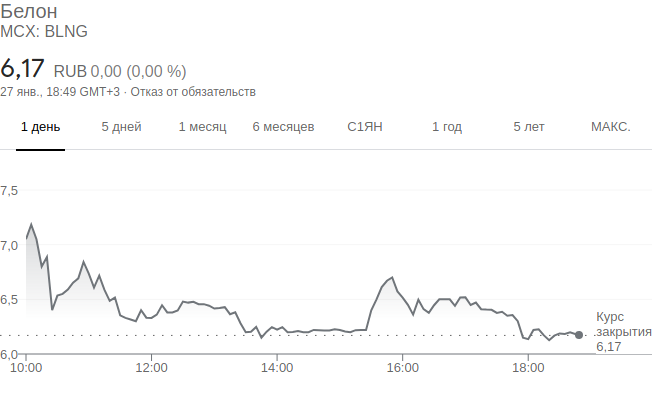 Белон
MCX: BLNG
6,17 RUB 0,00 (0,00 %)
27 янв., 18:49 GMT+3 · Отказ от обязательств
1 день 5 дней 1 месяц 6 месяцев С1ЯН 1 год 5 лет МАКС.
7,5
7,0
6,5
6,0
Курс
закрытия
6,17
10:00 12:00 14:00 16:00 18:00